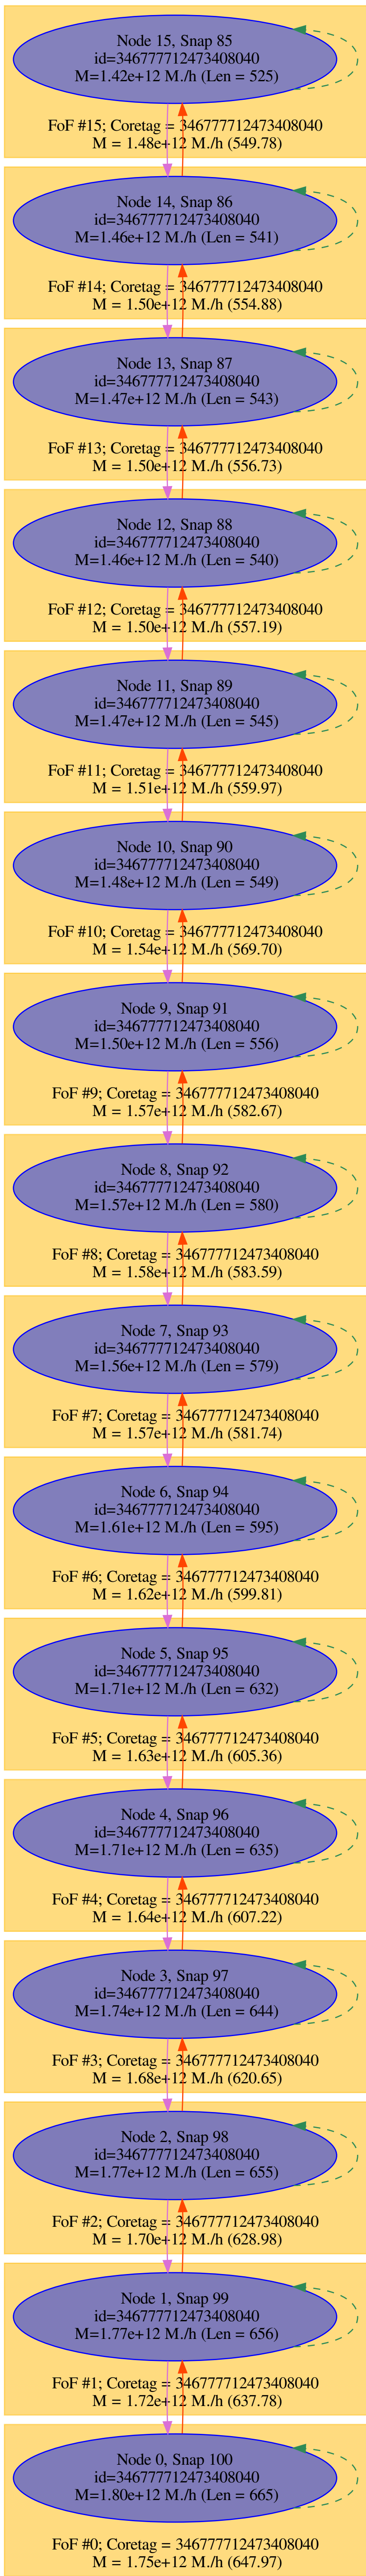 Node 15, Snap 85
id=346777712473408040
M=1.42e+12 M./h (Len = 525)
FoF #15; Coretag = 346777712473408040
M = 1.48e+12 M./h (549.78)
Node 14, Snap 86
id=346777712473408040
M=1.46e+12 M./h (Len = 541)
FoF #14; Coretag = 346777712473408040
M = 1.50e+12 M./h (554.88)
Node 13, Snap 87
id=346777712473408040
M=1.47e+12 M./h (Len = 543)
FoF #13; Coretag = 346777712473408040
M = 1.50e+12 M./h (556.73)
Node 12, Snap 88
id=346777712473408040
M=1.46e+12 M./h (Len = 540)
FoF #12; Coretag = 346777712473408040
M = 1.50e+12 M./h (557.19)
Node 11, Snap 89
id=346777712473408040
M=1.47e+12 M./h (Len = 545)
FoF #11; Coretag = 346777712473408040
M = 1.51e+12 M./h (559.97)
Node 10, Snap 90
id=346777712473408040
M=1.48e+12 M./h (Len = 549)
FoF #10; Coretag = 346777712473408040
M = 1.54e+12 M./h (569.70)
Node 9, Snap 91
id=346777712473408040
M=1.50e+12 M./h (Len = 556)
FoF #9; Coretag = 346777712473408040
M = 1.57e+12 M./h (582.67)
Node 8, Snap 92
id=346777712473408040
M=1.57e+12 M./h (Len = 580)
FoF #8; Coretag = 346777712473408040
M = 1.58e+12 M./h (583.59)
Node 7, Snap 93
id=346777712473408040
M=1.56e+12 M./h (Len = 579)
FoF #7; Coretag = 346777712473408040
M = 1.57e+12 M./h (581.74)
Node 6, Snap 94
id=346777712473408040
M=1.61e+12 M./h (Len = 595)
FoF #6; Coretag = 346777712473408040
M = 1.62e+12 M./h (599.81)
Node 5, Snap 95
id=346777712473408040
M=1.71e+12 M./h (Len = 632)
FoF #5; Coretag = 346777712473408040
M = 1.63e+12 M./h (605.36)
Node 4, Snap 96
id=346777712473408040
M=1.71e+12 M./h (Len = 635)
FoF #4; Coretag = 346777712473408040
M = 1.64e+12 M./h (607.22)
Node 3, Snap 97
id=346777712473408040
M=1.74e+12 M./h (Len = 644)
FoF #3; Coretag = 346777712473408040
M = 1.68e+12 M./h (620.65)
Node 2, Snap 98
id=346777712473408040
M=1.77e+12 M./h (Len = 655)
FoF #2; Coretag = 346777712473408040
M = 1.70e+12 M./h (628.98)
Node 1, Snap 99
id=346777712473408040
M=1.77e+12 M./h (Len = 656)
FoF #1; Coretag = 346777712473408040
M = 1.72e+12 M./h (637.78)
Node 0, Snap 100
id=346777712473408040
M=1.80e+12 M./h (Len = 665)
FoF #0; Coretag = 346777712473408040
M = 1.75e+12 M./h (647.97)